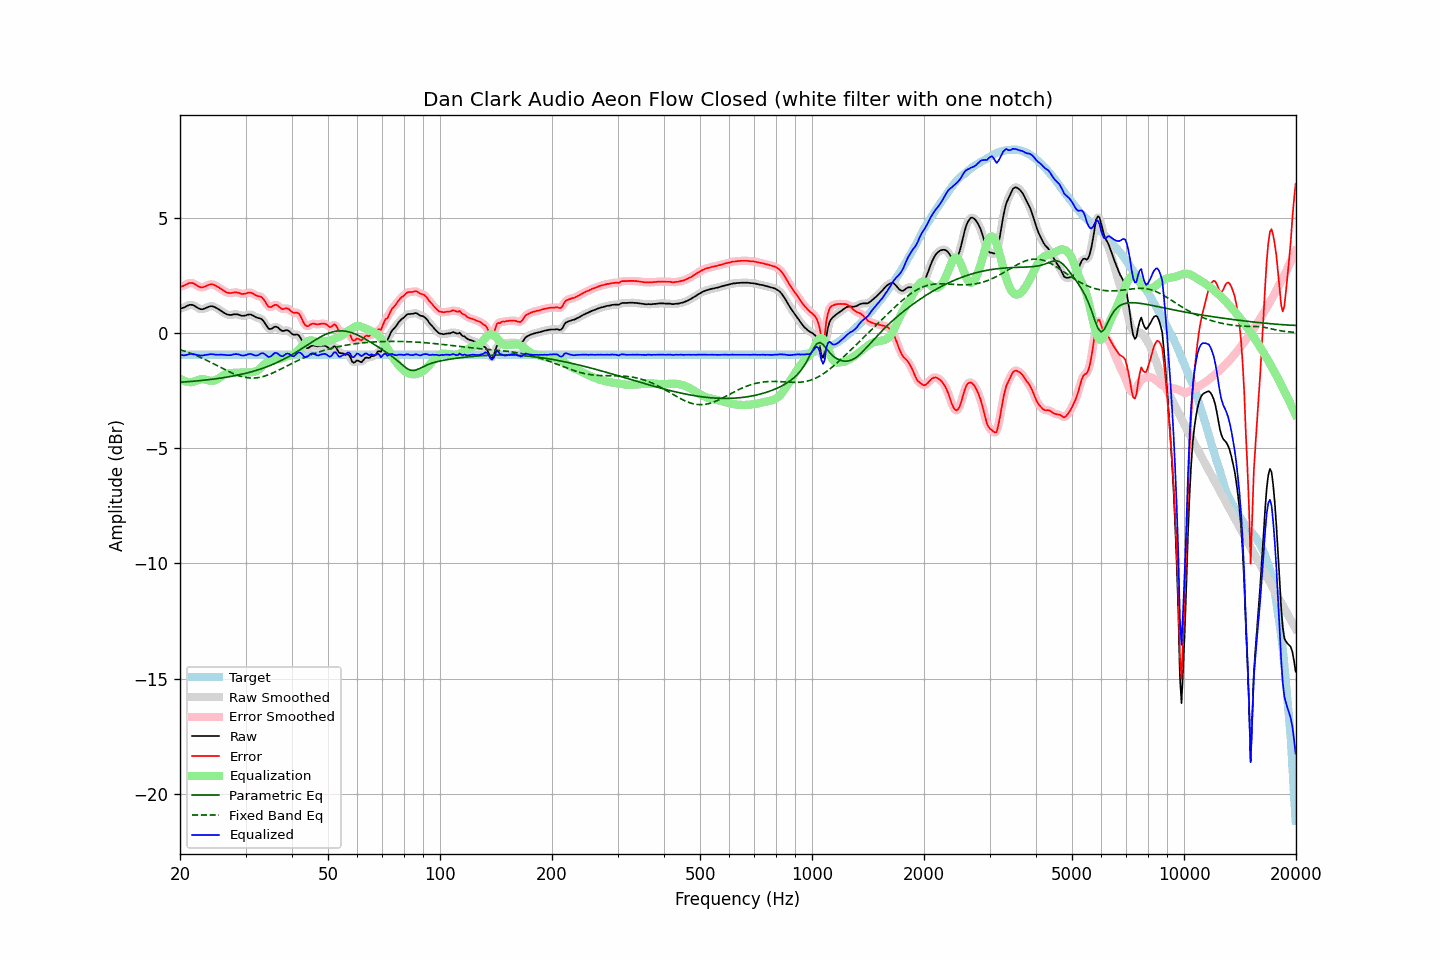 Dan Clark Audio Aeon Flow Closed (white filter with one notch)
Amplitude (dBr)
5
0
−5
−10
−15
−20
Target
Raw Smoothed
Error Smoothed
Raw
Error
Equalization
Parametric Eq
Fixed Band Eq
Equalized
20 50 100 200 500 1000 2000 5000 10000 20000
Frequency (Hz)